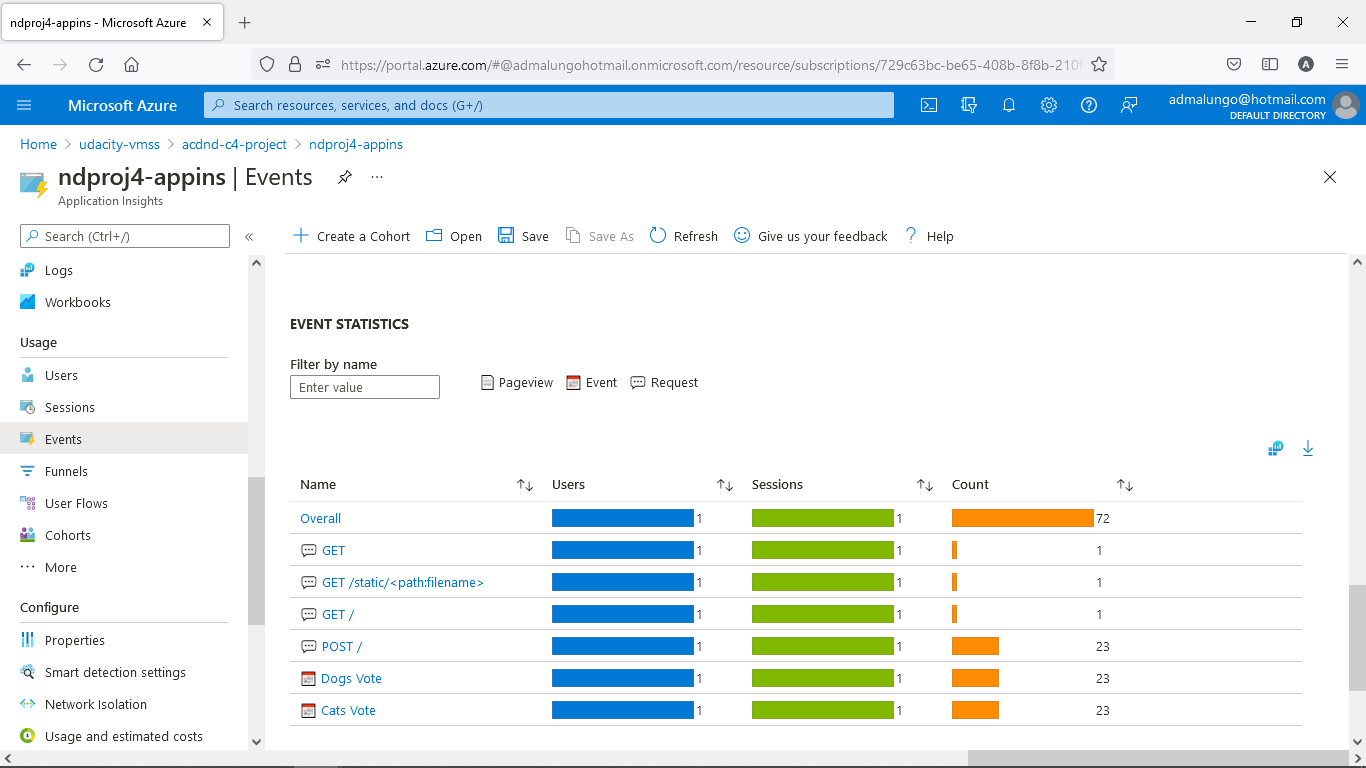 ndproj4-appins - Microsoft Azure
https://portal.azure.com/#@admalungohotmail.onmicrosoft.com/resource/subscriptions/729c63bc-be65-408b-8f8b-210f
A
Microsoft Azure
Search resources, services, and docs (G+/)
admalungo@hotmail.com
DEFAULT DIRECTORY
Home > udacity-vmss > acdnd-c4-project > ndproj4-appins
ndproj4-appins | Events
Application Insights
Search (Ctrl+/)
Logs
Workbooks
Usage
Users
Sessions
Events
Funnels
User Flows
Cohorts
More
Configure
Properties
Smart detection settings
Network Isolation
Usage and estimated costs
Create a Cohort Open Save Save As Refresh Give us your feedback Help
EVENT STATISTICS
Filter by name
Enter value
Pageview Event Request
Name Users Sessions Count
Overall 1 1 72
GET 1 1 1
GET /static/<path:filename> 1 1 1
GET / 1 1 1
POST / 1 1 23
Dogs Vote 1 1 23
Cats Vote 1 1 23